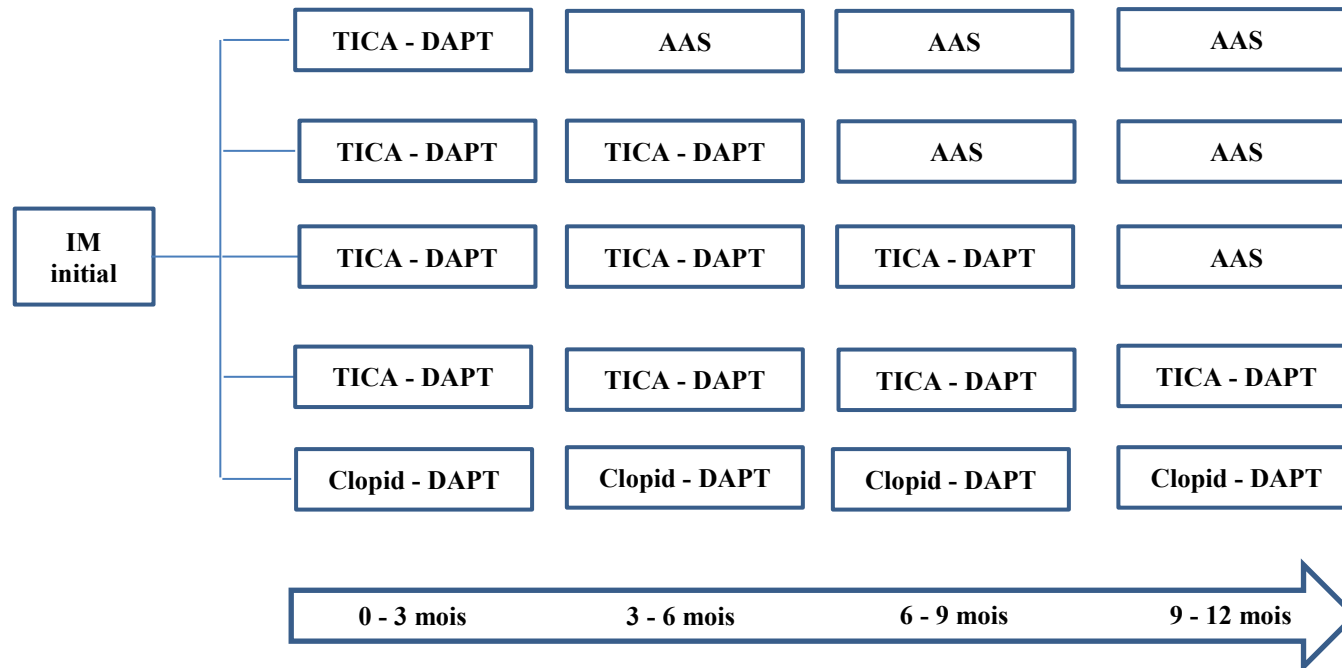 TICA - DAPT AAS AAS AAS
TICA - DAPT TICA - DAPT AAS AAS
IM
initial
TICA - DAPT TICA - DAPT TICA - DAPT AAS
TICA - DAPT TICA - DAPT TICA - DAPT TICA - DAPT
Clopid - DAPT Clopid - DAPT Clopid - DAPT Clopid - DAPT
0 - 3 mois 3 - 6 mois 6 - 9 mois 9 - 12 mois